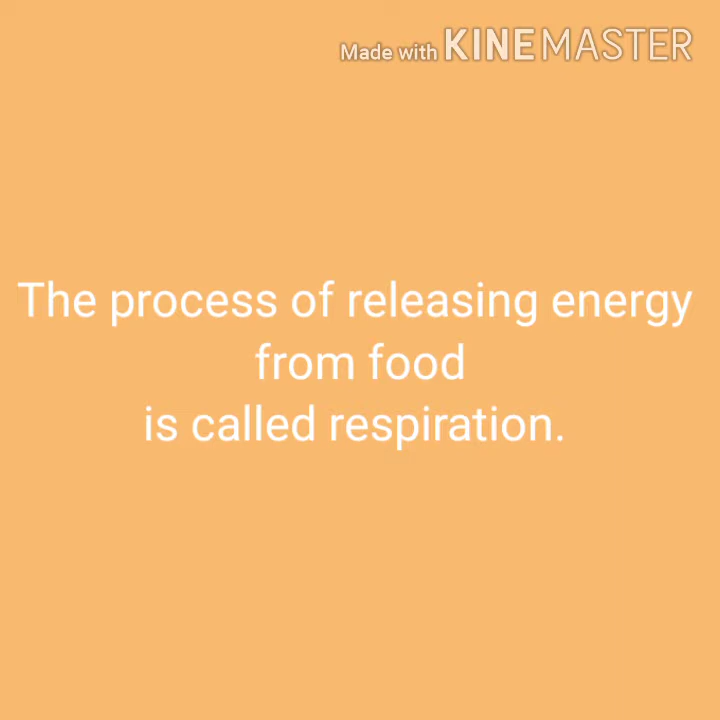 Made with KINEMASTER
The process of releasing energy
from food
is called respiration.